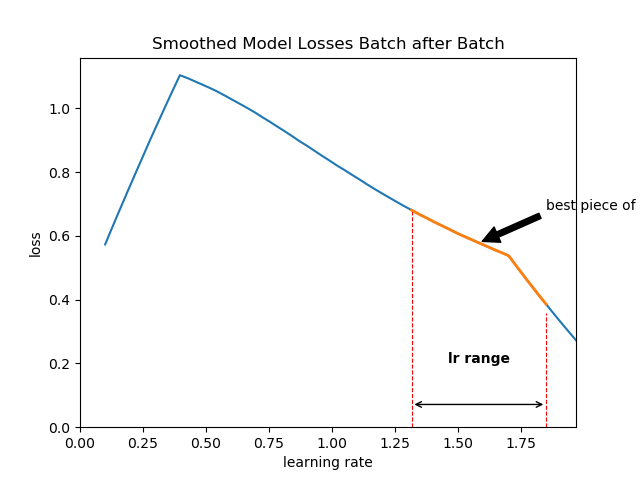 Smoothed Model Losses Batch after Batch
1.0
0.8
0.6
0.4
0.2
0.0
loss
best piece of
lr range
0.00 0.25 0.50 0.75 1.00 1.25 1.50 1.75
learning rate